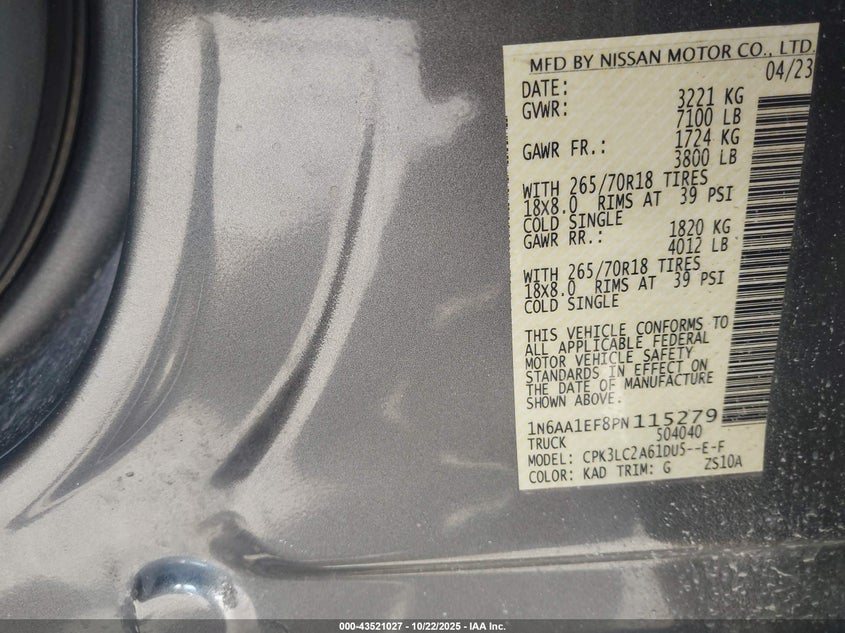 MFD BY NISSAN MOTOR CO., LTD.
DATE: 04/23
GVWR: 3221 KG
7100 LB
GAWR FR.: 1724 KG
3800 LB
WITH 265/70R18 TIRES
18X8.0 RIMS AT 39 PSI
COLD SINGLE
GAWR RR.: 1820 KG
4012 LB
WITH 265/70R18 TIRES
18X8.0 RIMS AT 39 PSI
COLD SINGLE
THIS VEHICLE CONFORMS TO
ALL APPLICABLE FEDERAL
MOTOR VEHICLE SAFETY
STANDARDS IN EFFECT ON
THE DATE OF MANUFACTURE
SHOWN ABOVE.
1N6AA1EF8PN115279
TRUCK 504040
MODEL: CPK3LC2A61DU5--E-F
COLOR: KAD TRIM: G ZS10A
000-43521027 • 10/22/2025 • IAA Inc.